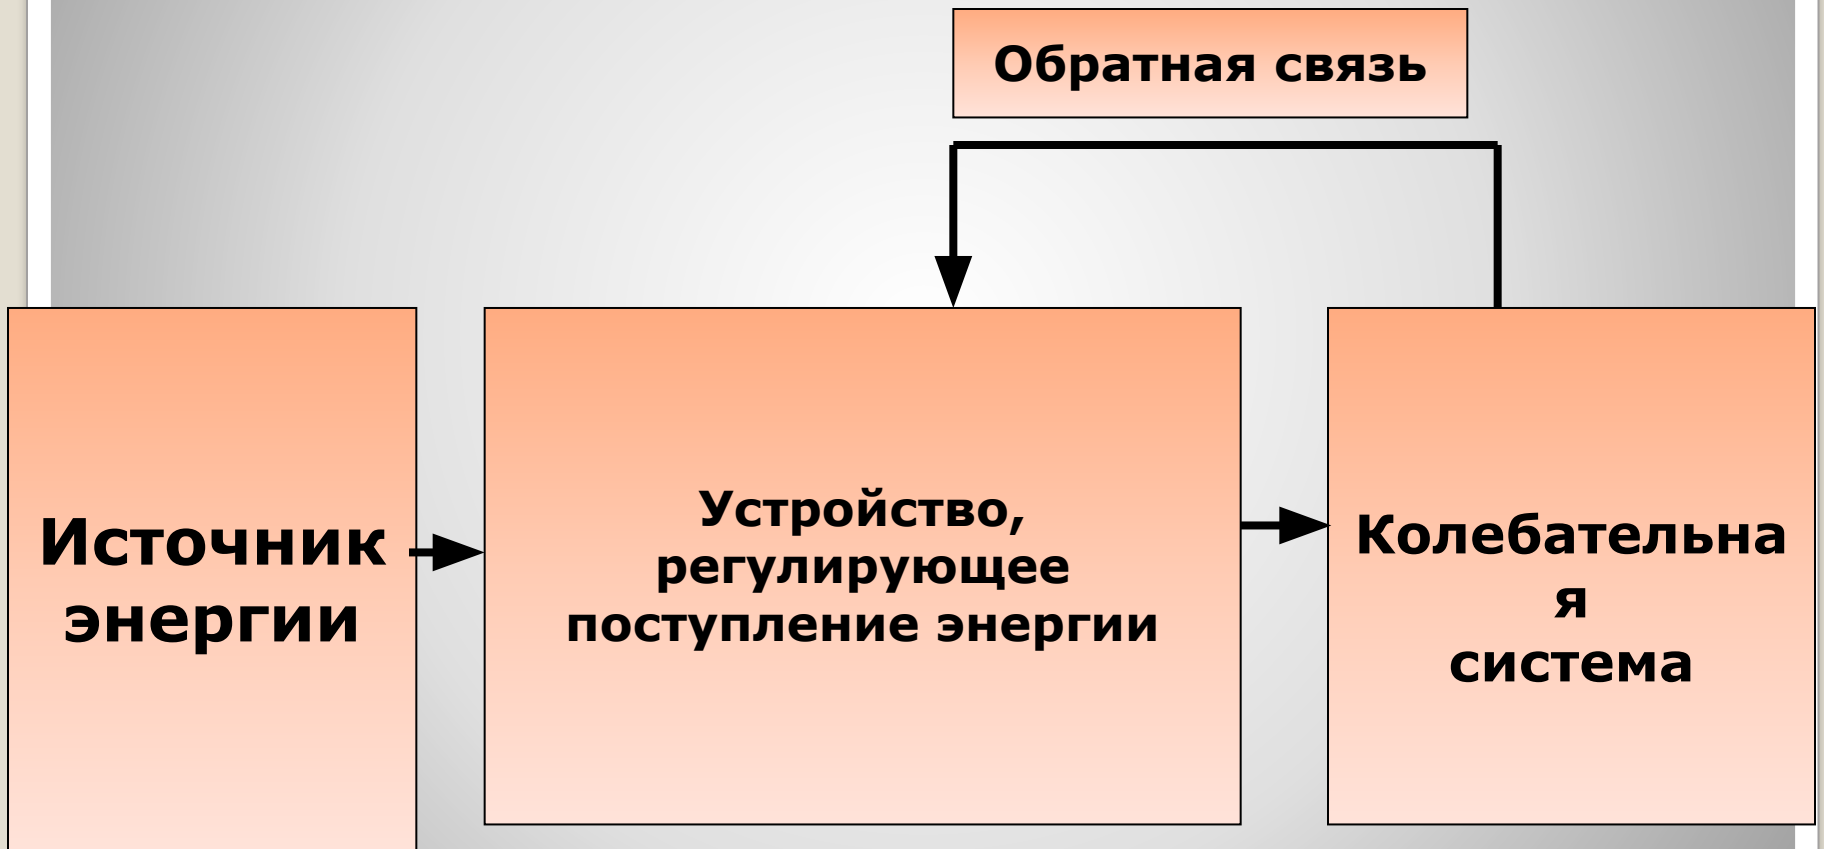 Обратная связь
Источник
энергии
Устройство,
регулирующее
поступление энергии
Колебательна
я
система